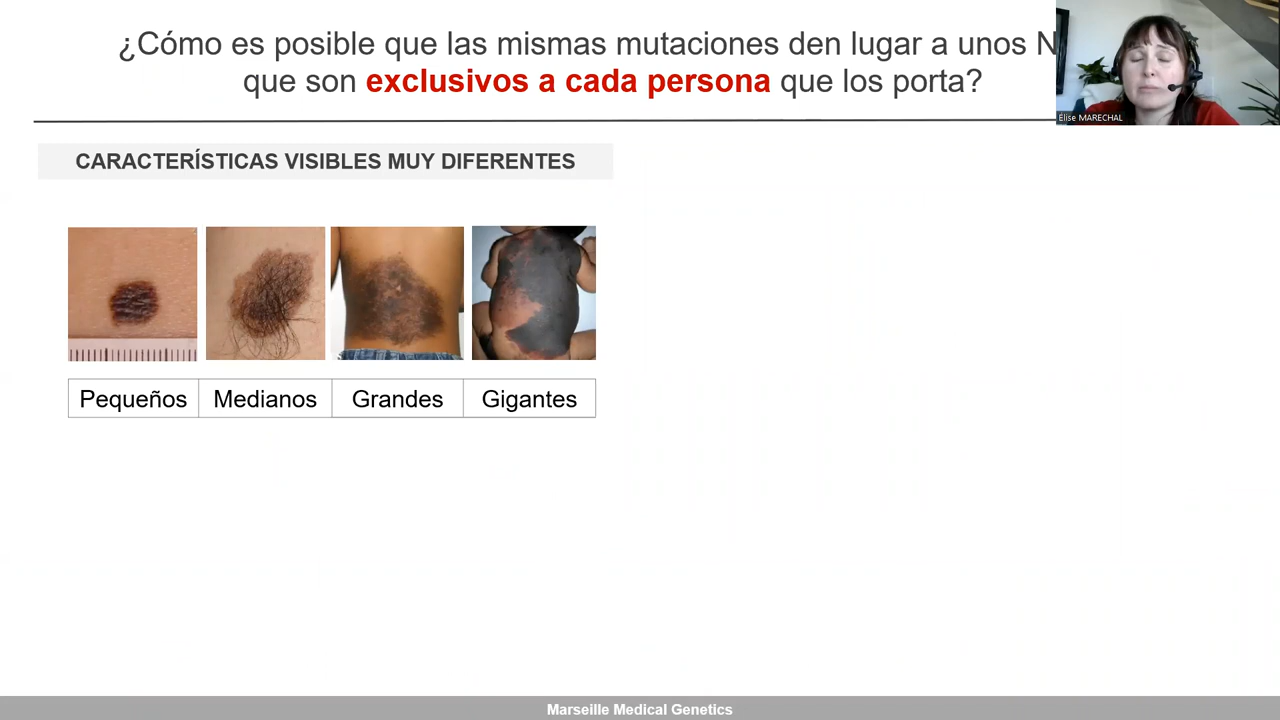 ¿Cómo es posible que las mismas mutaciones den lugar a unos
que son exclusivos a cada persona que los porta?
Élise MARECHAL
CARACTERÍSTICAS VISIBLES MUY DIFERENTES
Pequeños Medianos Grandes Gigantes
Marseille Medical Genetics